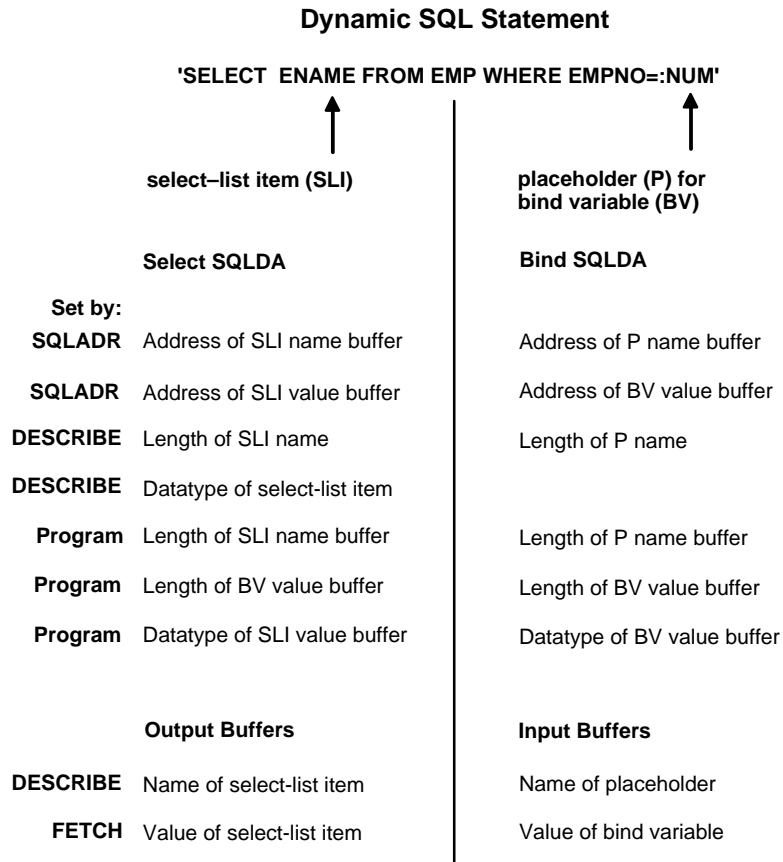 Dynamic SQL Statement
'SELECT ENAME FROM EMP WHERE EMPNO=:NUM'
select–list item (SLI)
placeholder (P) for
bind variable (BV)
Select SQLDA
Bind SQLDA
Set by:
SQLADR Address of SLI name buffer Address of P name buffer
SQLADR Address of SLI value buffer Address of BV value buffer
DESCRIBE Length of SLI name Length of P name
DESCRIBE Datatype of select-list item
Program Length of SLI name buffer Length of P name buffer
Program Length of BV value buffer Length of BV value buffer
Program Datatype of SLI value buffer Datatype of BV value buffer
Output Buffers Input Buffers
DESCRIBE Name of select-list item Name of placeholder
FETCH Value of select-list item Value of bind variable